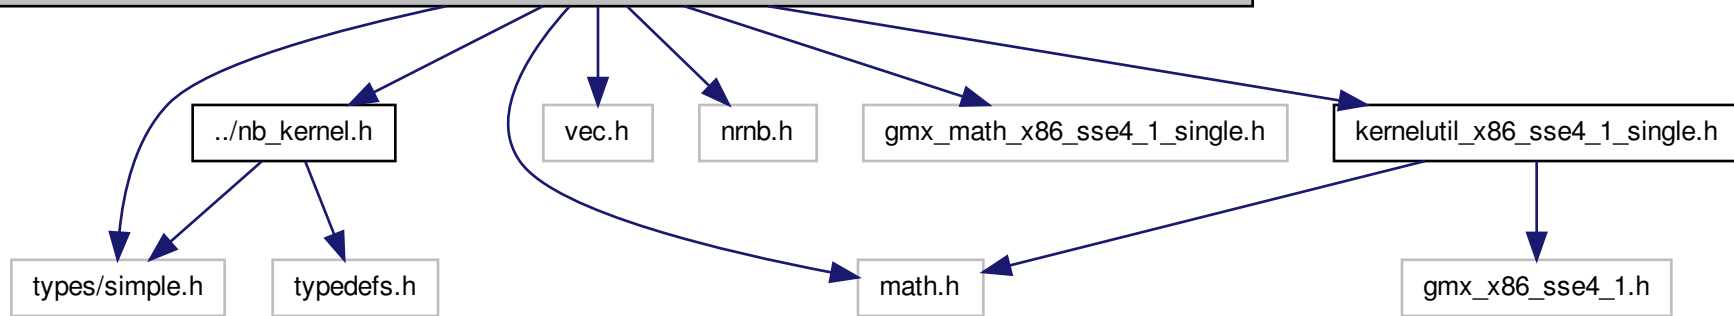 ../nb_kernel.h
vec.h
nrnb.h
gmx_math_x86_sse4_1_single.h
kernelutil_x86_sse4_1_single.h
types/simple.h
typedefs.h
math.h
gmx_x86_sse4_1.h